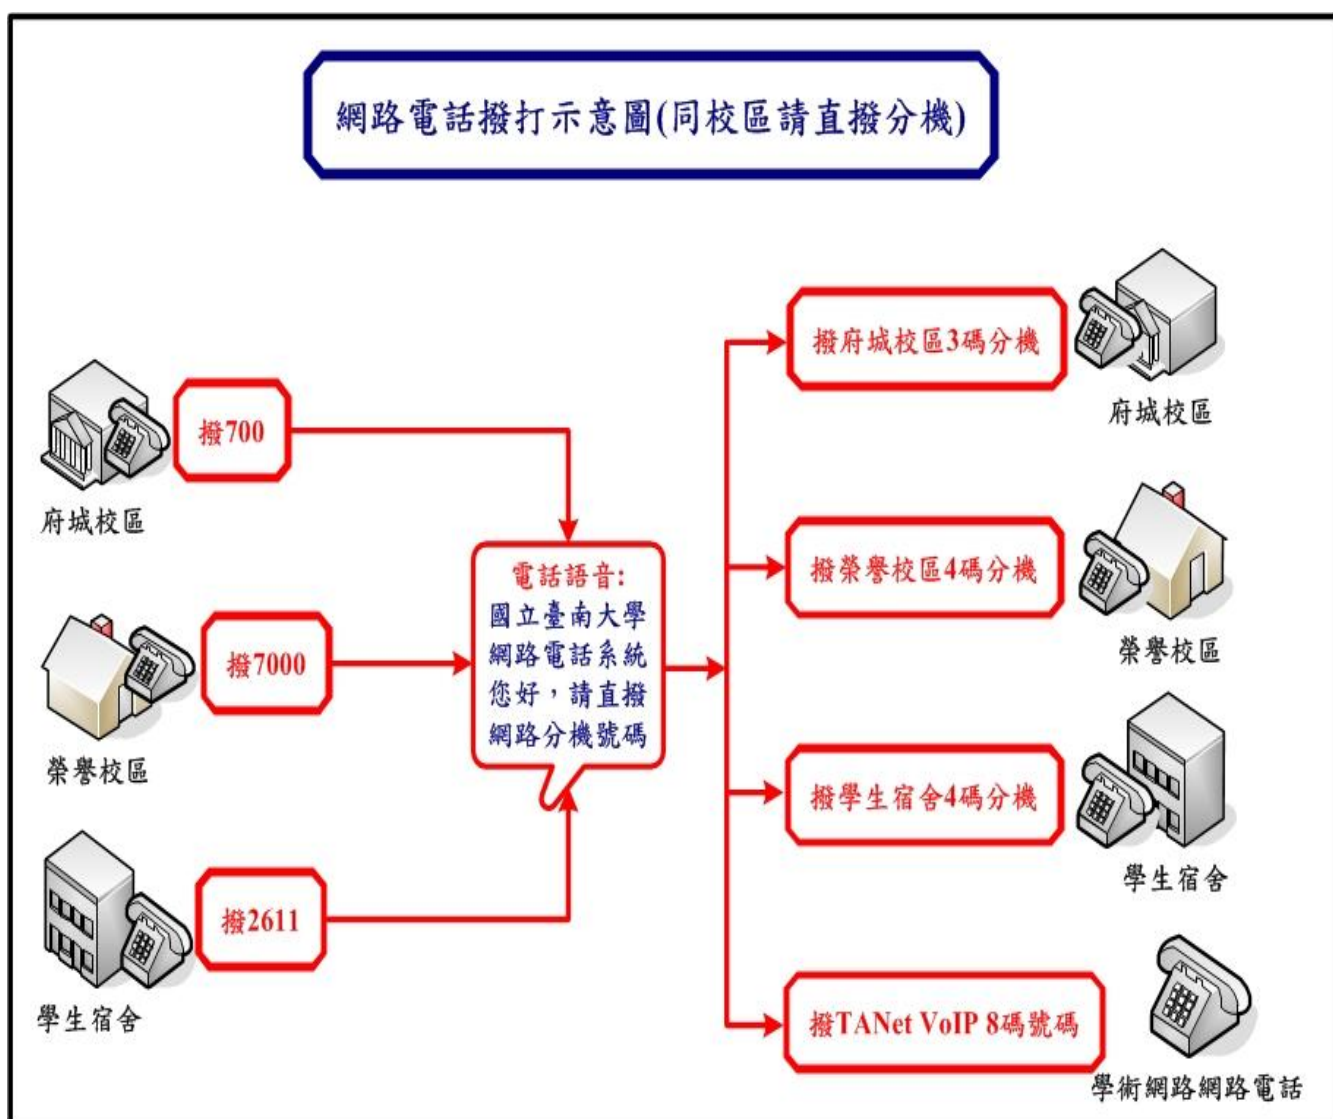 網路電話撥打示意圖(同校區請直撥分機)
撥700
府城校區
撥7000
榮譽校區
撥2611
學生宿舍
電話語音:
國立臺南大學
網路電話系統
您好，請直撥
網路分機號碼
撥府城校區3碼分機
府城校區
撥榮譽校區4碼分機
榮譽校區
撥學生宿舍4碼分機
學生宿舍
撥TANet VoIP 8碼號碼
學術網路網路電話